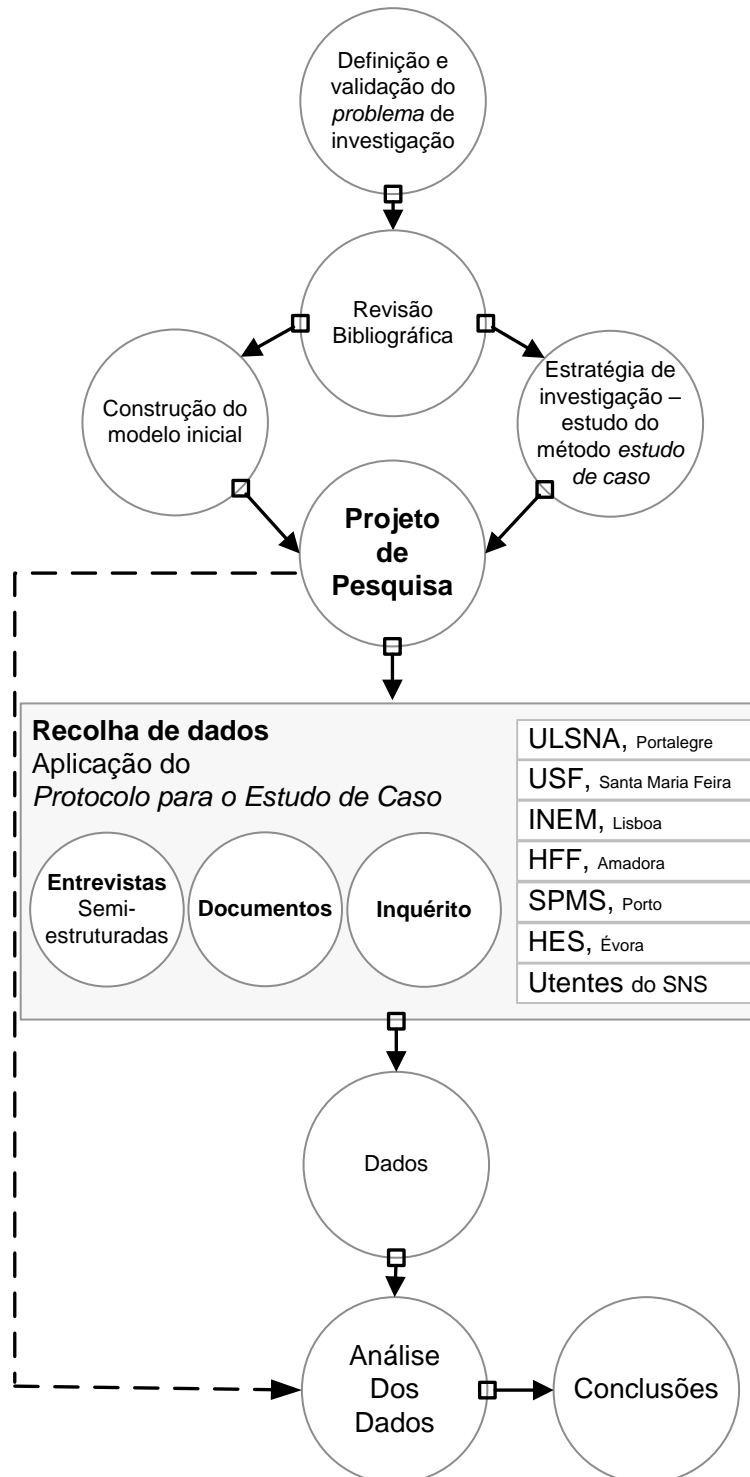 Definição e
validação do
problema de
investigação
Revisão
Bibliográfica
Construção do
modelo inicial
Estratégia de
investigação –
estudo do
método estudo
de caso
Projeto
de
Pesquisa
Recolha de dados
Aplicação do
Protocolo para o Estudo de Caso
Entrevistas
Semi-
estruturadas
Documentos
Inquérito
ULSNA, Portalegre
USF, Santa Maria Feira
INEM, Lisboa
HFF, Amadora
SPMS, Porto
HES, Évora
Utentes do SNS
Dados
Análise
Dos
Dados
Conclusões